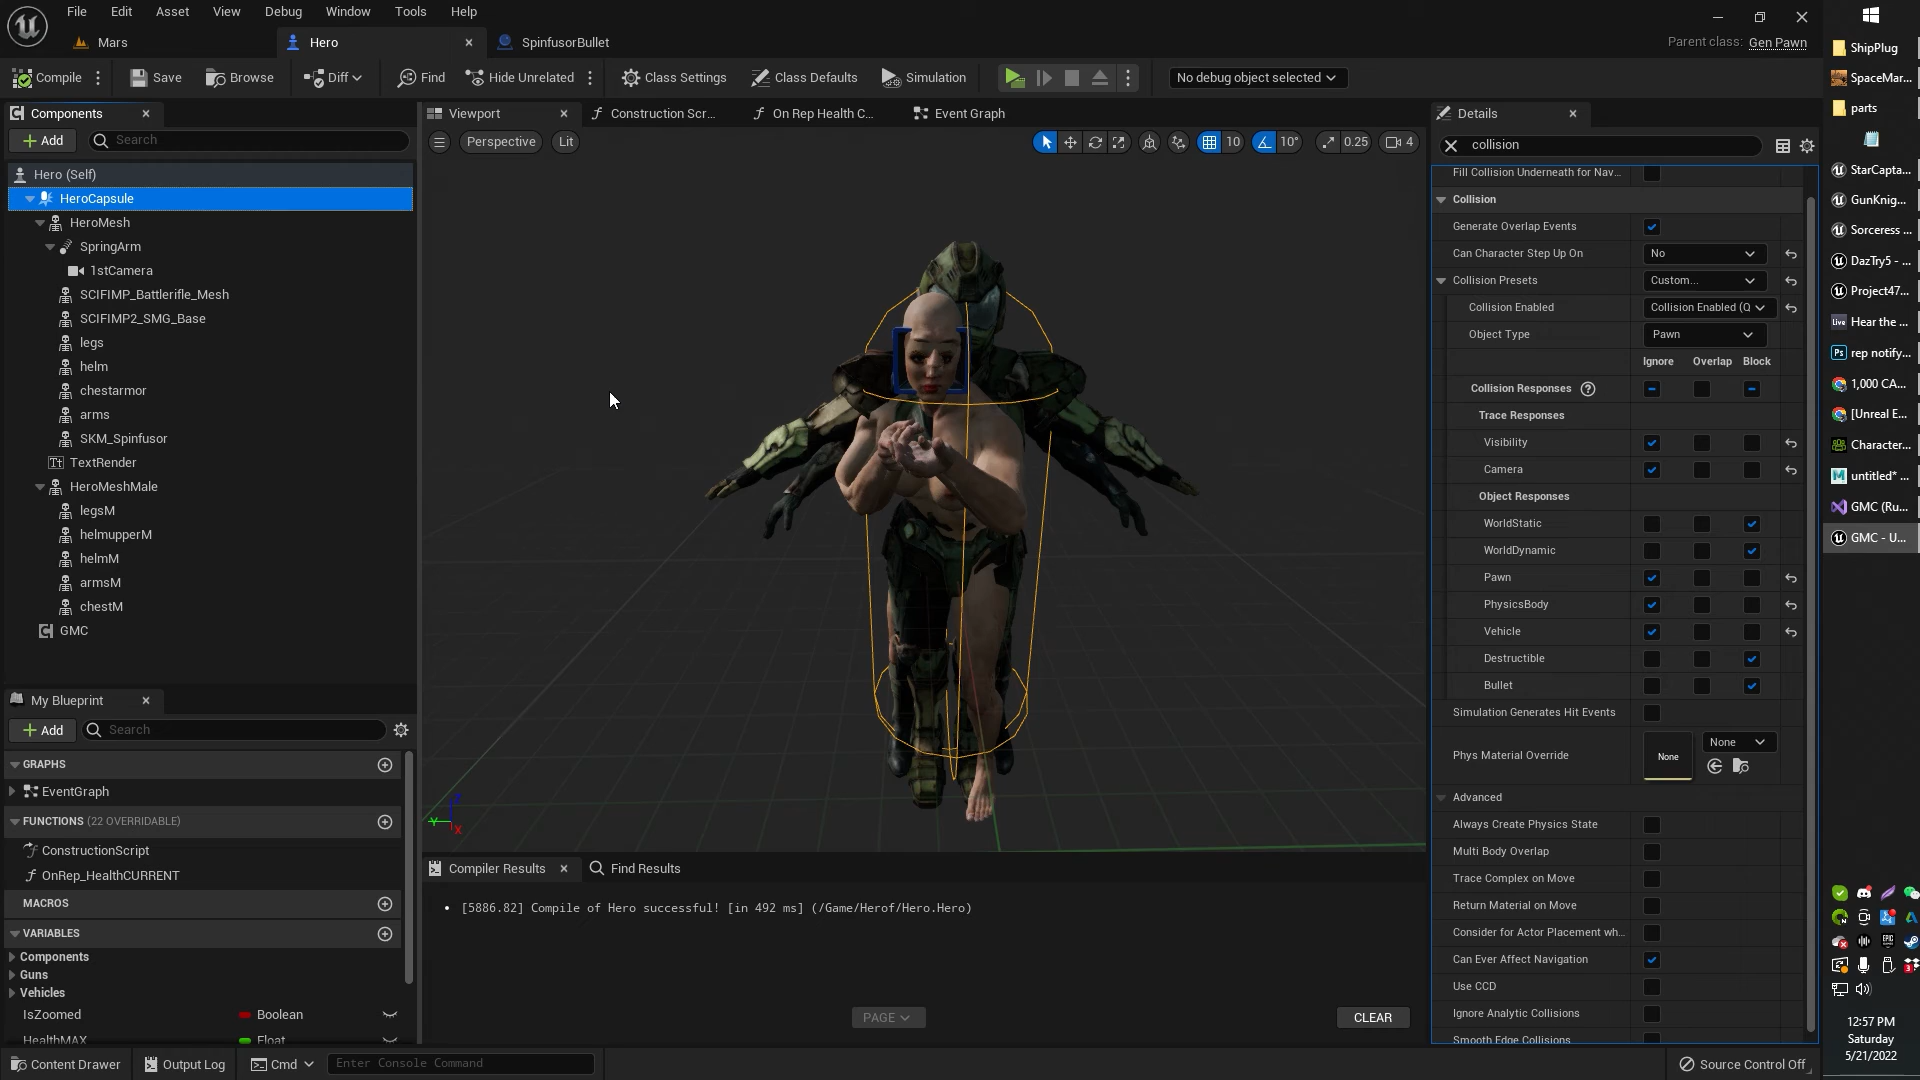 File Edit Asset View Debug Window Tools Help
Mars Hero SpinfusorBullet
Parent class: Gen Pawn
Compile Save Browse Diff Find Hide Unrelated Class Settings Class Defaults Simulation No debug object selected
Components
Add Search
Hero (Self)
HeroCapsule
HeroMesh
SpringArm
1stCamera
SCIFIMP_Battlerifle_Mesh
SCIFIMP2_SMG_Base
legs
helm
chestarmor
arms
SKM_Spinfusor
TextRender
HeroMeshMale
legsM
helmupperM
helmM
armsM
chestM
GMC
My Blueprint
Add Search
GRAPHS
EventGraph
FUNCTIONS (22 OVERRIDABLE)
ConstructionScript
OnRep_HealthCURRENT
MACROS
VARIABLES
Components
Guns
Vehicles
IsZoomed Boolean
HealthMAX Float
Viewport Construction Scr... On Rep Health C... Event Graph
Perspective Lit 10 10° 0.25 4
Compiler Results Find Results
[5886.82] Compile of Hero successful! [in 492 ms] (/Game/Herof/Hero.Hero)
PAGE CLEAR
Details
collision
Fill Collision Underneath for Nav...
Collision
Generate Overlap Events
Can Character Step Up On No
Collision Presets Custom...
Collision Enabled Collision Enabled (Q
Object Type Pawn
Ignore Overlap Block
Collision Responses ?
Trace Responses
Visibility
Camera
Object Responses
WorldStatic
WorldDynamic
Pawn
PhysicsBody
Vehicle
Destructible
Bullet
Simulation Generates Hit Events
Phys Material Override None None
Advanced
Always Create Physics State
Multi Body Overlap
Trace Complex on Move
Return Material on Move
Consider for Actor Placement wh...
Can Ever Affect Navigation
Use CCD
Ignore Analytic Collisions
Smooth Edge Collisions
Content Drawer Output Log Cmd Enter Console Command Source Control Off
ShipPlug
SpaceMar...
parts
StarCapta...
GunKnig...
Sorceress ...
DazTry5 - ...
Project47...
Live Hear the ...
Ps rep notify...
1,000 CA...
[Unreal E...
Character...
M untitled* ...
GMC (Ru...
GMC - U...
12:57 PM
Saturday
5/21/2022